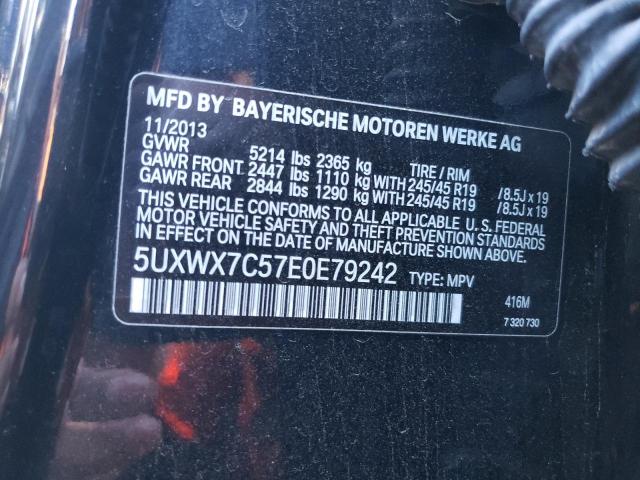 MFD BY BAYERISCHE MOTOREN WERKE AG
11/2013
GVWR 5214 lbs 2365 kg TIRE / RIM
GAWR FRONT 2447 lbs 1110 kg WITH 245/45 R19 / 8.5J x 19
GAWR REAR 2844 lbs 1290 kg WITH 245/45 R19 / 8.5J x 19
THIS VEHICLE CONFORMS TO ALL APPLICABLE U. S. FEDERAL
MOTOR VEHICLE SAFETY AND THEFT PREVENTION STANDARDS
IN EFFECT ON THE DATE OF MANUFACTURE SHOWN ABOVE.
5UXWX7C57E0E79242 TYPE: MPV
416M
7 320 730